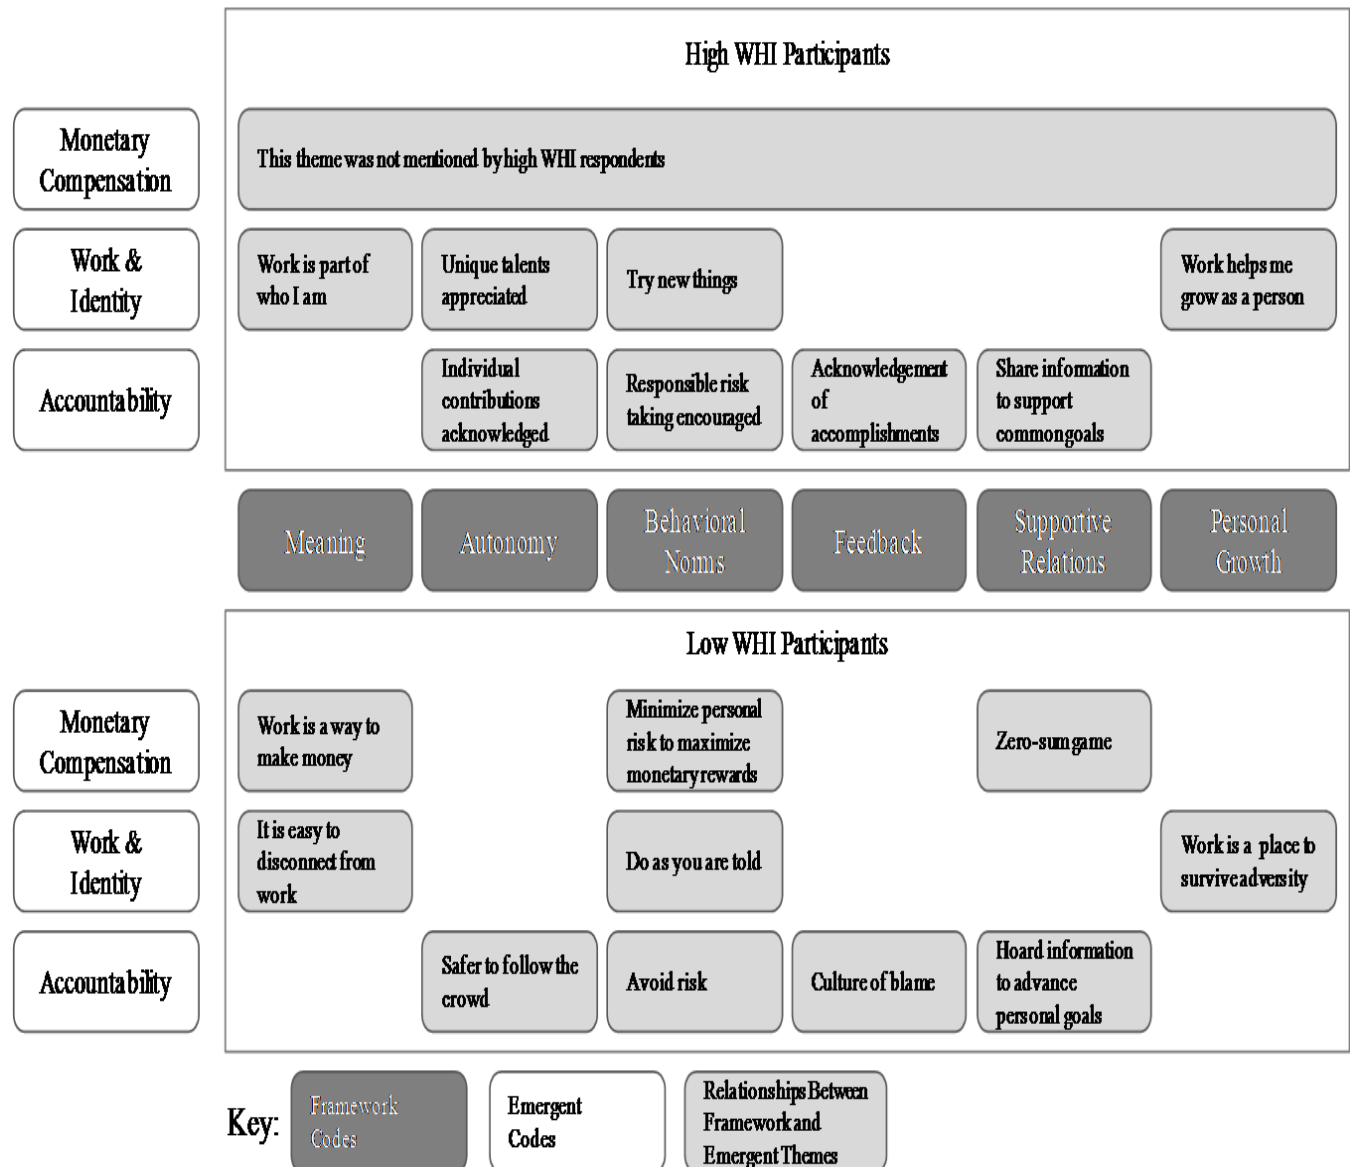 High WHI Participants
Monetary
Compensation
This theme was not mentioned by high WHI respondents
Work &
Identity
Work is part of
who I am
Unique talents
appreciated
Try new things
Work helps me
grow as a person
Accountability
Individual
contributions
acknowledged
Responsible risk
taking encouraged
Acknowledgement
of
accomplishments
Share information
to support
common goals
Meaning
Autonomy
Behavioral
Norms
Feedback
Supportive
Relations
Personal
Growth
Low WHI Participants
Monetary
Compensation
Work is a way to
make money
Minimize personal
risk to maximize
monetary rewards
Zero-sum game
Work &
Identity
It is easy to
disconnect from
work
Do as you are told
Work is a place to
survive adversity
Accountability
Safer to follow the
crowd
Avoid risk
Culture of blame
Hoard information
to advance
personal goals
Key:
Framework
Codes
Emergent
Codes
Relationships Between
Framework and
Emergent Themes